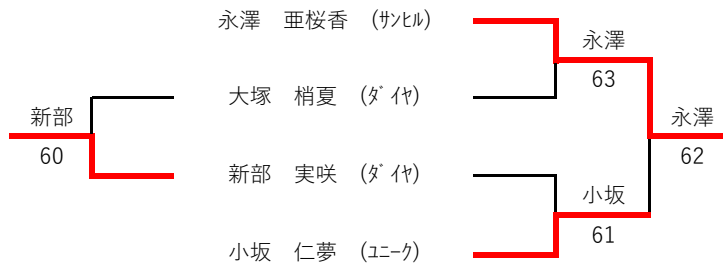 永澤　亜桜香　(ｻﾝﾋﾙ)
永澤
63
大塚　梢夏　(ﾀﾞｲﾔ)
新部
60
永澤
62
新部　実咲　(ﾀﾞｲﾔ)
小坂
61
小坂　仁夢　(ﾕﾆｰｸ)